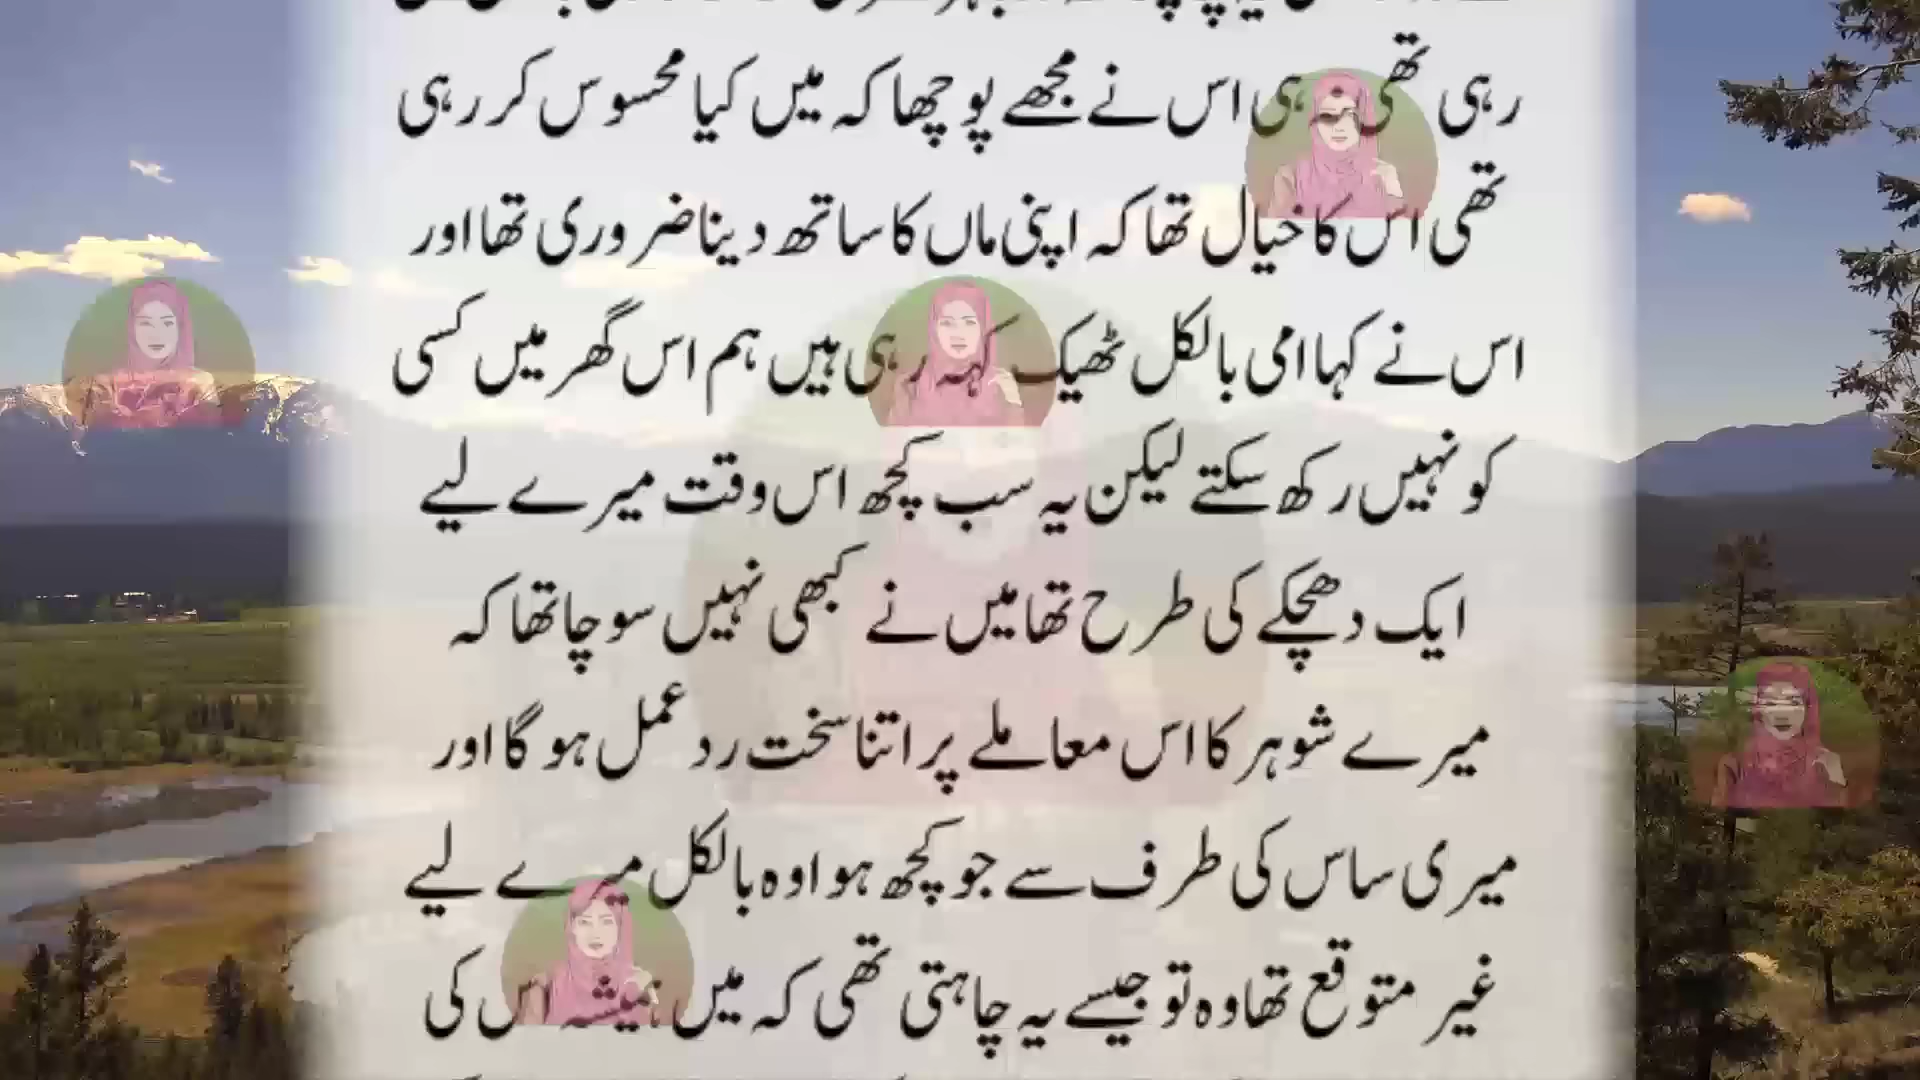 رہی تھی نہ ہی اس نے مجھے پوچھا کہ میں کیا محسوس کر رہی
تھی اس کا خیال تھا کہ اپنی ماں کا ساتھ دینا ضروری تھا اور
اس نے کہا امی بالکل ٹھیک کہہ رہی ہیں ہم اس گھر میں کسی
کو نہیں رکھ سکتے لیکن یہ سب کچھ اس وقت میرے لیے
ایک دھچکے کی طرح تھا میں نے کبھی نہیں سوچا تھا کہ
میرے شوہر کا اس معاملے پر اتنا سخت رد عمل ہو گا اور
میری ساس کی طرف سے جو کچھ ہوا وہ بالکل میرے لیے
غیر متوقع تھا وہ تو جیسے یہ چاہتی تھی کہ میں ہمیشہ اس کی